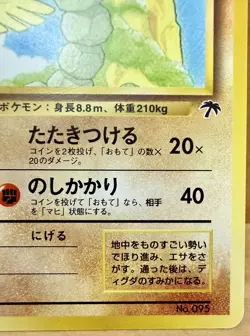 ポケモン：身長8.8m、体重210kg
たたきつける 20×
コインを2枚投げ、「おもて」の数×
20のダメージ。
のしかかり 40
コインを投げて「おもて」なら、相手
を「マヒ」状態にする。
にげる
地中をものすごい勢い
でほり進み、エサをさ
がす。通った後は、デ
ィグダのすみかになる。
No.095